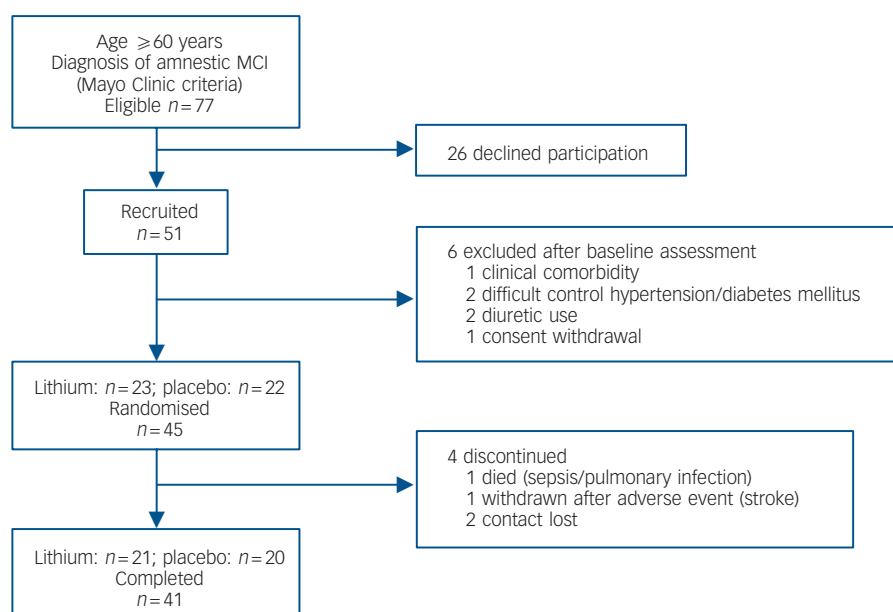 Age ⩾60 years
Diagnosis of amnestic MCI
(Mayo Clinic criteria)
Eligible n=77
26 declined participation
Recruited
n=51
6 excluded after baseline assessment
1 clinical comorbidity
2 difficult control hypertension/diabetes mellitus
2 diuretic use
1 consent withdrawal
Lithium: n=23; placebo: n=22
Randomised
n=45
4 discontinued
1 died (sepsis/pulmonary infection)
1 withdrawn after adverse event (stroke)
2 contact lost
Lithium: n=21; placebo: n=20
Completed
n=41